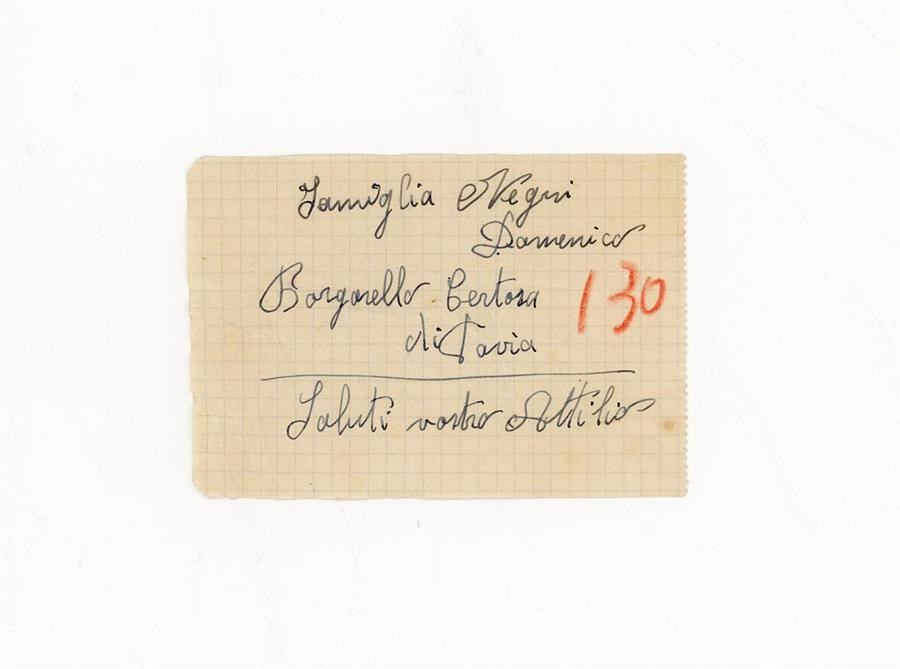 Famiglia Negri
Domenico
Borgarello Certosa
di Pavia
130
Saluti vostro Attilio